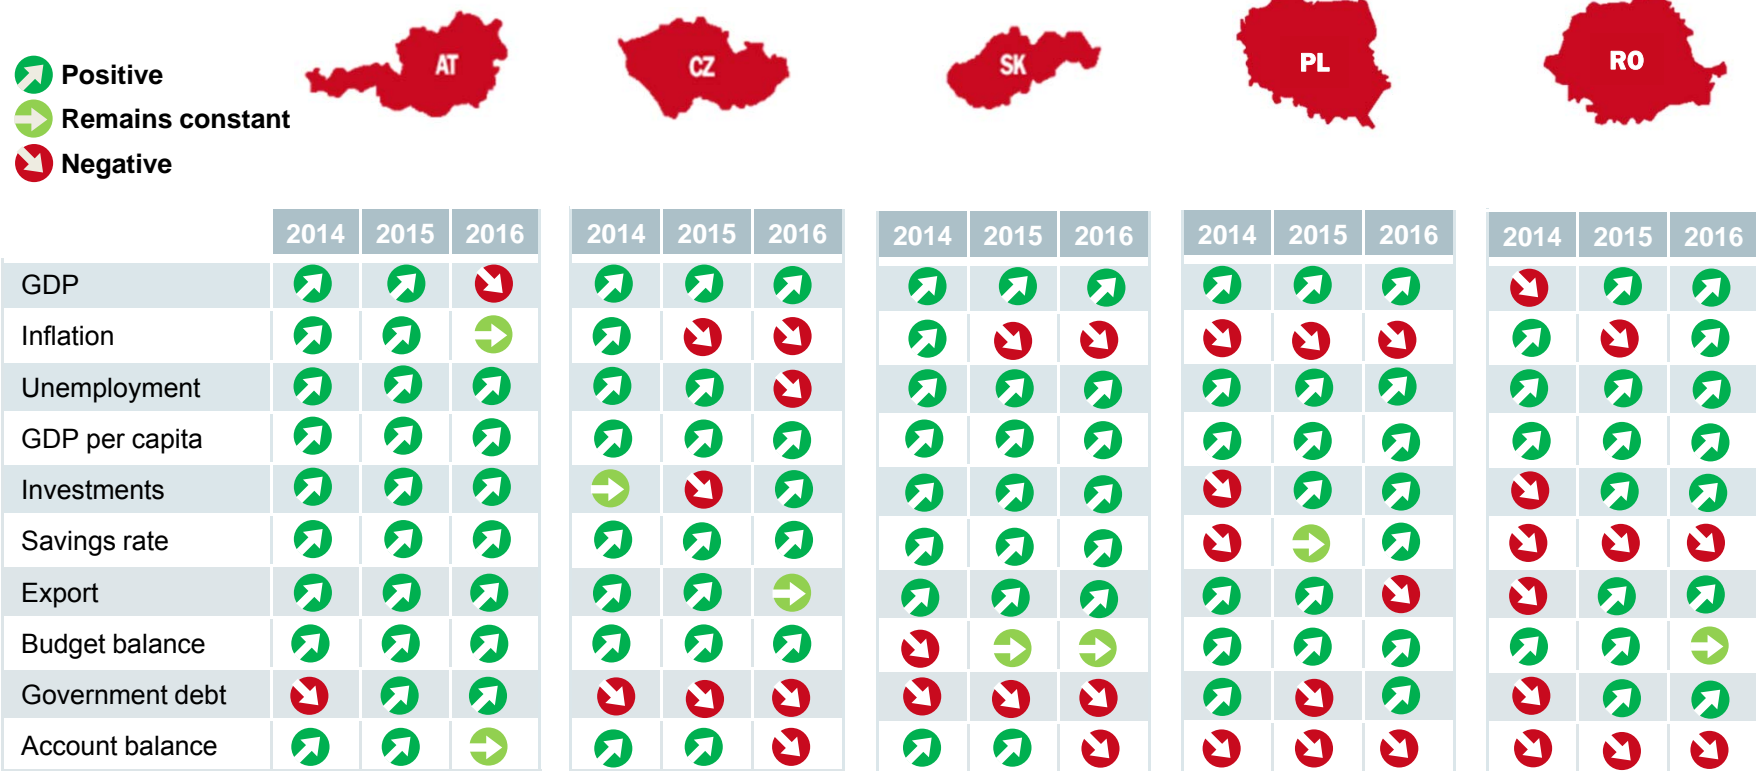 AT
CZ
SK
PL
RO
Positive
Remains constant
Negative
2014 2015 2016 2014 2015 2016 2014 2015 2016 2014 2015 2016 2014 2015 2016
GDP
Inflation
Unemployment
GDP per capita
Investments
Savings rate
Export
Budget balance
Government debt
Account balance